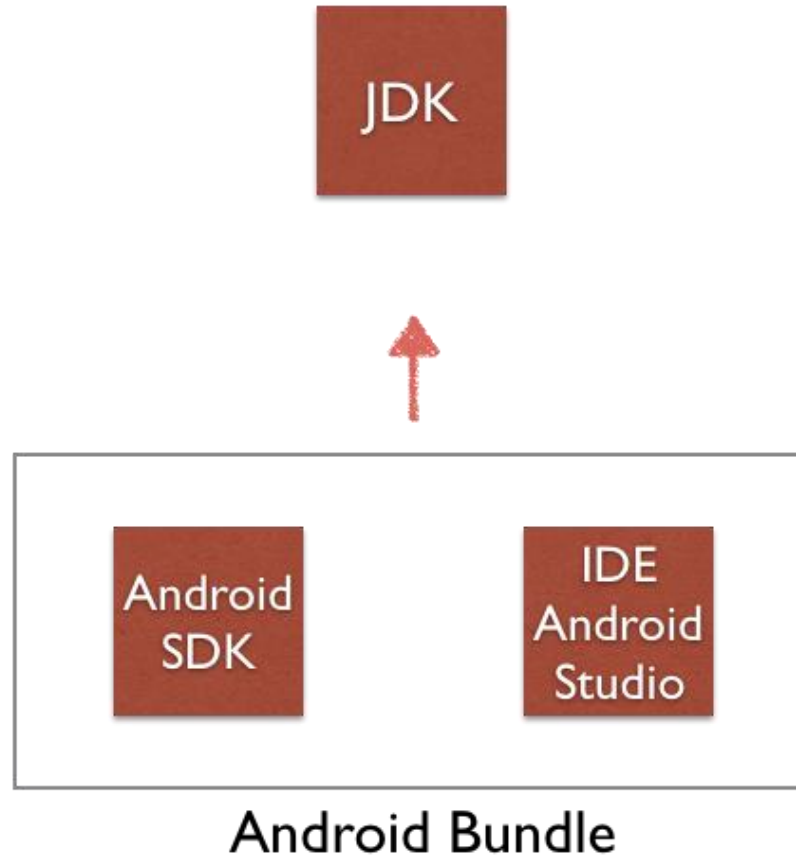 JDK
Android
SDK
IDE
Android
Studio
Android Bundle